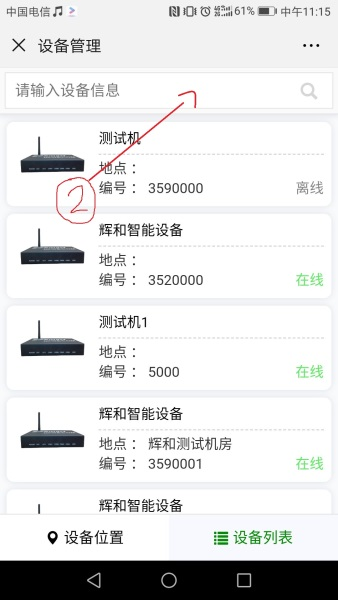 中国电信
61%
中午11:15
设备管理
请输入设备信息
②
测试机
地点：
编号： 3590000
离线
辉和智能设备
地点：
编号： 3520000
在线
测试机1
地点：
编号： 5000
在线
辉和智能设备
地点： 辉和测试机房
编号： 3590001
在线
辉和智能设备
设备位置
设备列表